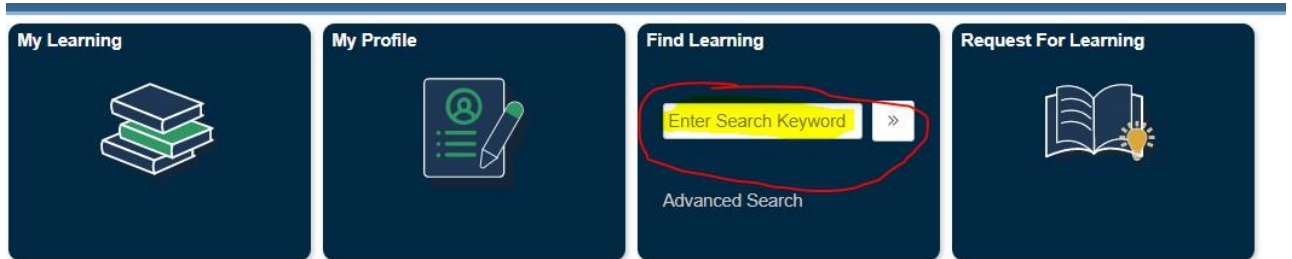 My Learning
My Profile
Find Learning
Enter Search Keyword »
Advanced Search
Request For Learning